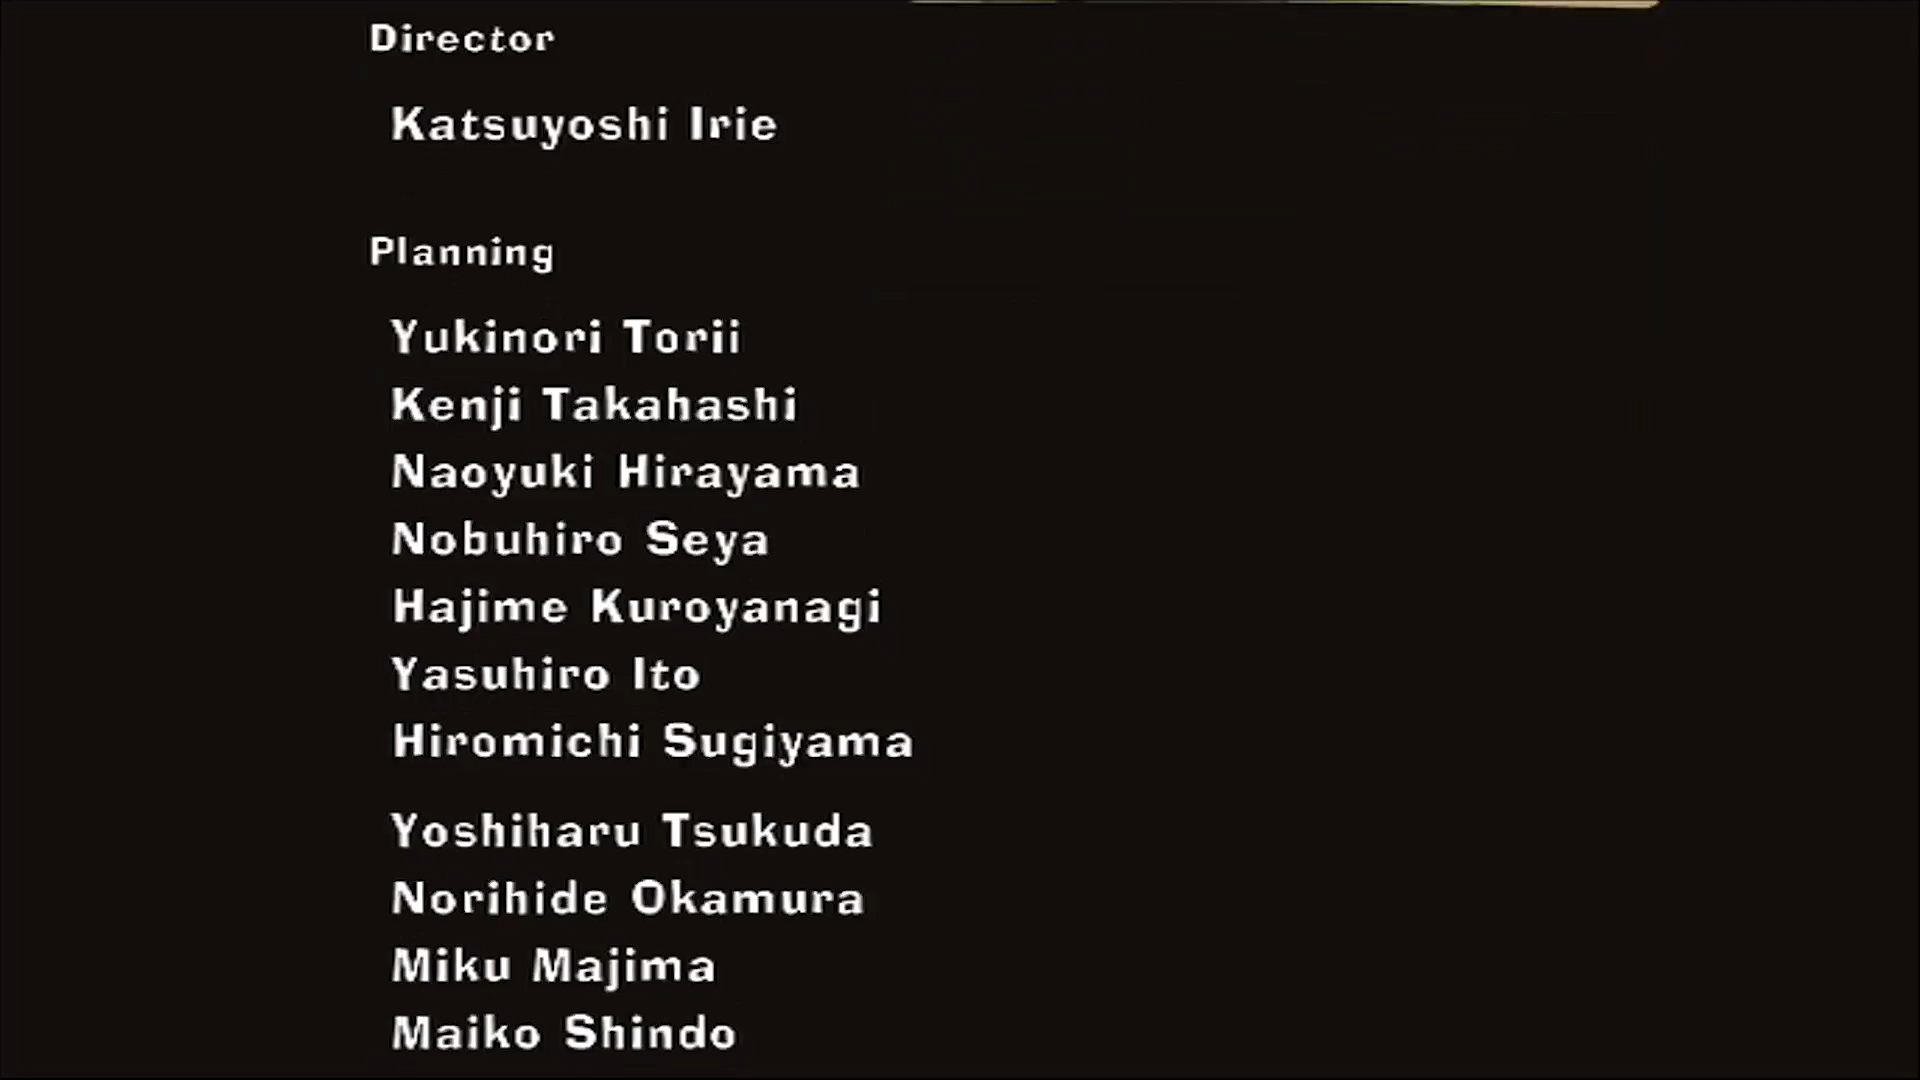 Director
Katsuyoshi Irie
Planning
Yukinori Torii
Kenji Takahashi
Naoyuki Hirayama
Nobuhiro Seya
Hajime Kuroyanagi
Yasuhiro Ito
Hiromichi Sugiyama
Yoshiharu Tsukuda
Norihide Okamura
Miku Majima
Maiko Shindo